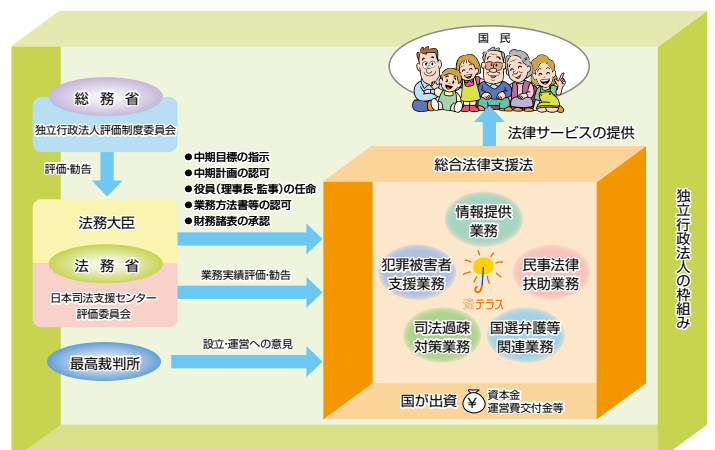 国 民
総 務 省
独立行政法人評価制度委員会
法律サービスの提供
評価・勧告
●中期目標の指示
●中期計画の認可
●役員（理事長・監事）の任命
●業務方法書等の認可
●財務諸表の承認
総合法律支援法
法務大臣
法 務 省
日本司法支援センター
評価委員会
業務実績評価・勧告
最高裁判所
設立・運営への意見
情報提供
業務
犯罪被害者
支援業務
民事法律
扶助業務
法テラス
司法過疎
対策業務
国選弁護等
関連業務
国が出資
¥
資本金
運営費交付金等
独立行政法人の枠組み